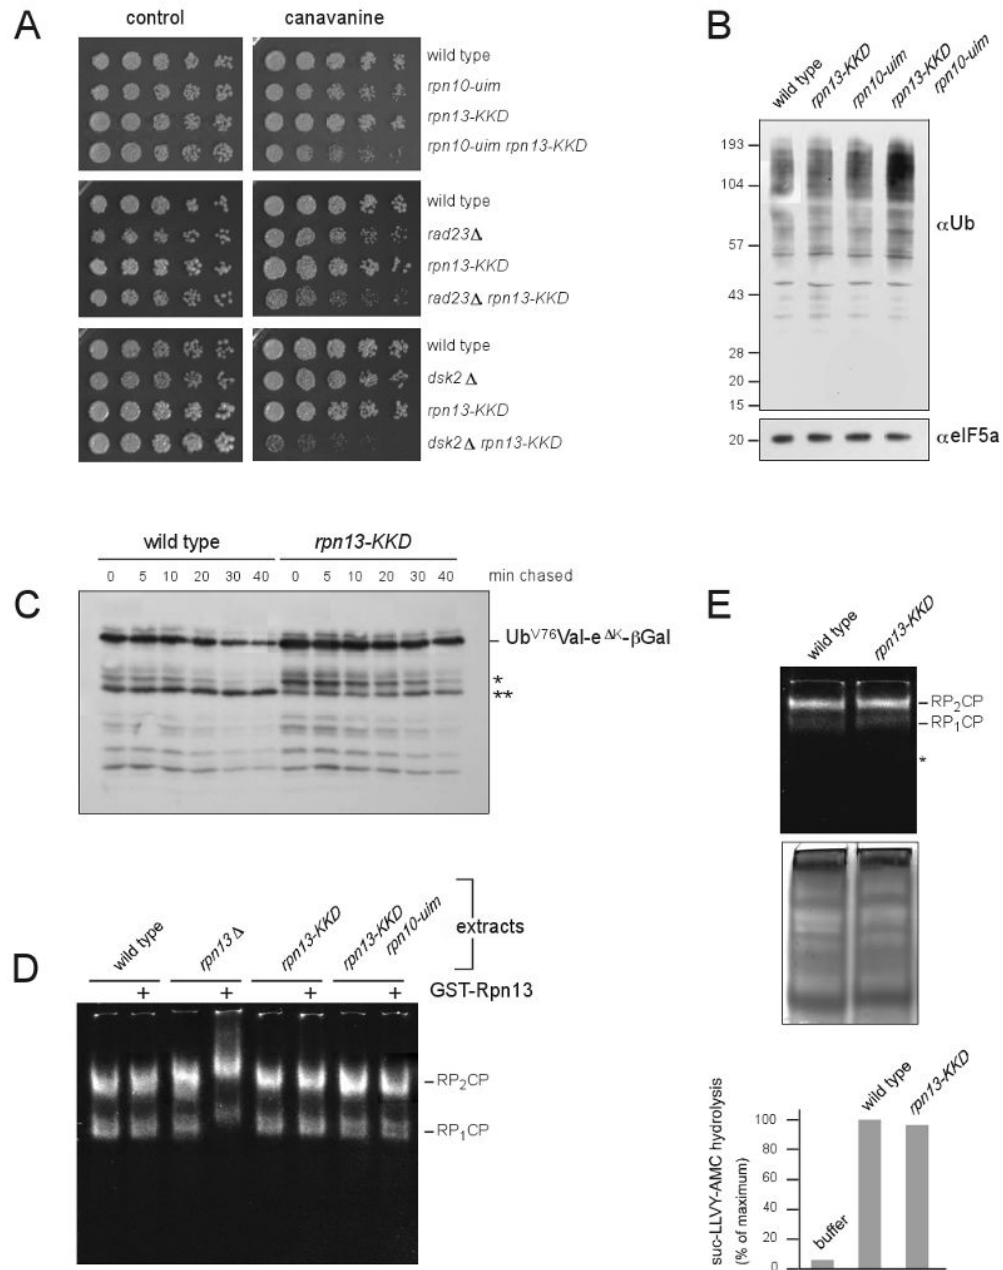 A
control
canavanine
wild type
rpn10-uim
rpn13-KKD
rpn10-uim rpn13-KKD
wild type
rad23Δ
rpn13-KKD
rad23Δ rpn13-KKD
wild type
dsk2 Δ
rpn13-KKD
dsk2Δ rpn13-KKD
B
wild type
rpn13-KKD
rpn10-uim
rpn13-KKD
rpn10-uim
193
104
57
43
28
20
15
αUb
20
αeIF5a
C
wild type
rpn13-KKD
0 5 10 20 30 40 0 5 10 20 30 40 min chased
UbV76Val-eΔK-βGal
*
**
D
wild type
rpn13Δ
rpn13-KKD
rpn13-KKD
rpn10-uim
extracts
+ + + + GST-Rpn13
RP2CP
RP1CP
E
wild type
rpn13-KKD
RP2CP
RP1CP
*
suc-LLVY-AMC hydrolysis
(% of maximum)
100
80
60
40
20
0
buffer
wild type
rpn13-KKD